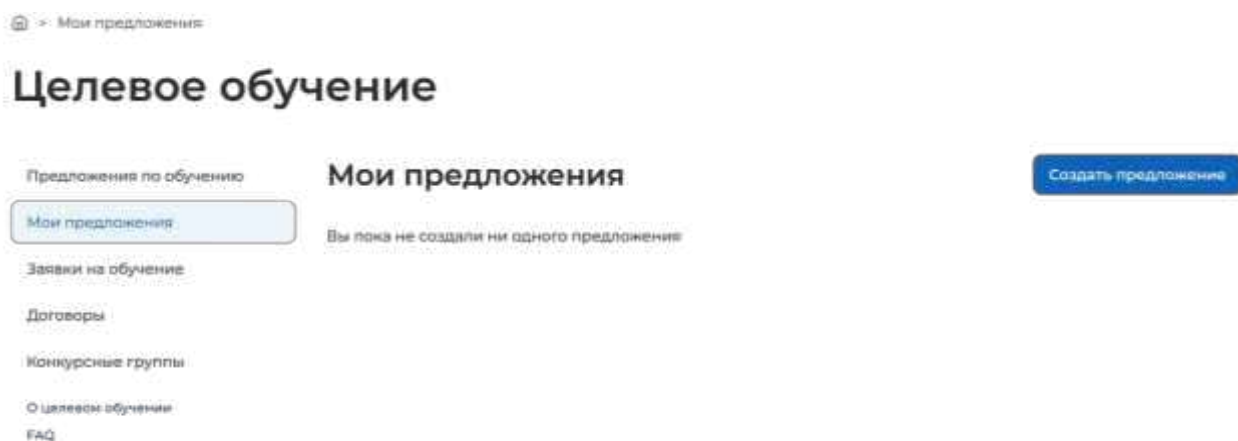 > Мои предложения
Целевое обучение
Предложения по обучению
Мои предложения
Заявки на обучение
Договоры
Конкурсные группы
О целевом обучении
FAQ
Мои предложения
Создать предложение
Вы пока не создали ни одного предложения